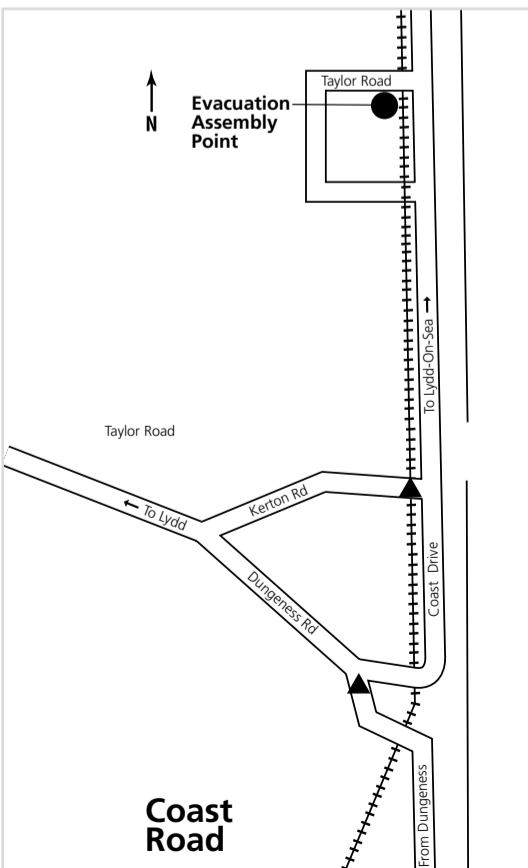 Taylor Road
Evacuation
Assembly
Point
N
To Lydd-On-Sea →
Taylor Road
← To Lydd
Kerton Rd
Dungeness Rd
Coast Drive
Coast
Road
From Dungeness